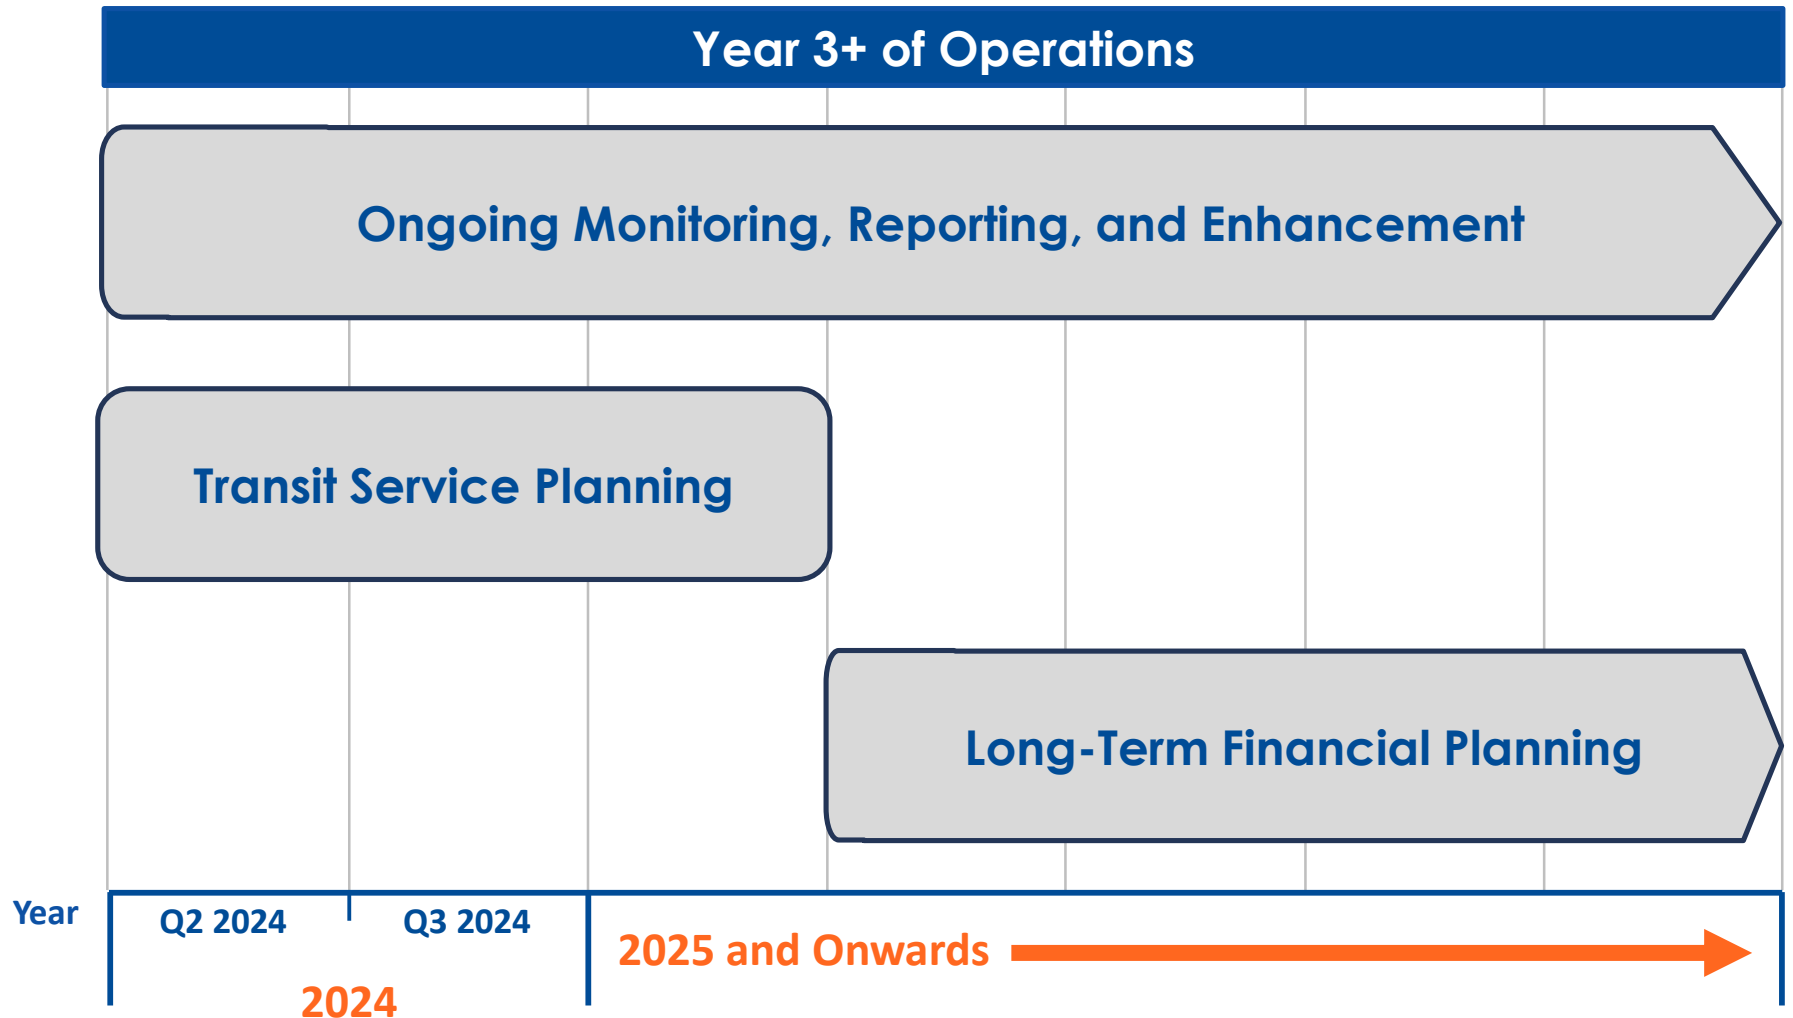 Year 3+ of Operations
Ongoing Monitoring, Reporting, and Enhancement
Transit Service Planning
Long-Term Financial Planning
Year
Q2 2024
Q3 2024
2025 and Onwards
2024